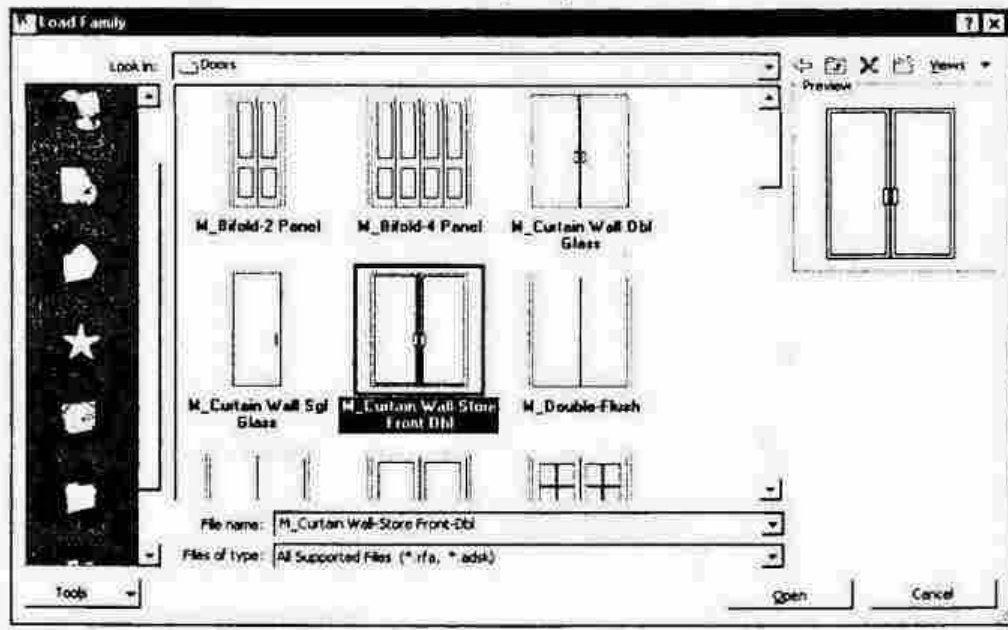 Load Family
Look in: Doors
Views
Preview
M_Bifold-2 Panel
M_Bifold-4 Panel
M_Curtain Wall Dbl
Glass
M_Curtain Wall Sgl
Glass
M_Curtain Wall-Store
Front Dbl
M_Double-Flush
File name: M_Curtain Wall-Store Front-Dbl
Files of type: All Supported Files (*.rfa, *.adsk)
Tools
Open
Cancel